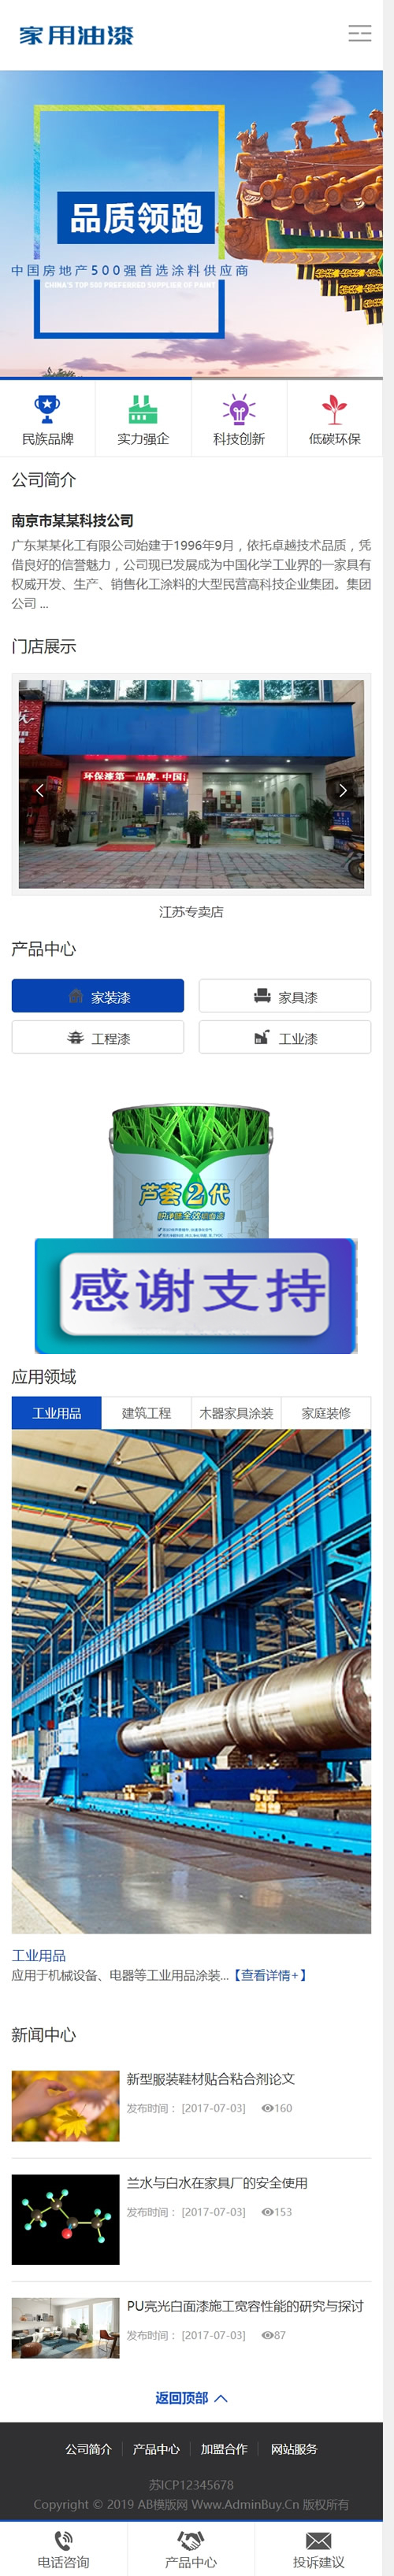 家用油漆
品质领跑
中国房地产500强首选涂料供应商
CHINA'S TOP 500 PREFERRED SUPPLIER OF PAINT
民族品牌
实力强企
科技创新
低碳环保
公司简介
南京市某某科技公司
广东某某化工有限公司始建于1996年9月，依托卓越技术品质，凭
借良好的信誉魅力，公司现已发展成为中国化学工业界的一家具有
权威开发、生产、销售化工涂料的大型民营高科技企业集团。集团
公司 ...
门店展示
环保漆第一品牌、中国
江苏专卖店
产品中心
家装漆
家具漆
工程漆
工业漆
芦荟2代
感谢支持
应用领域
工业用品
建筑工程
木器家具涂装
家庭装修
工业用品
应用于机械设备、电器等工业用品涂装...【查看详情+】
新闻中心
新型服装鞋材贴合粘合剂论文
发布时间： [2017-07-03] 160
兰水与白水在家具厂的安全使用
发布时间： [2017-07-03] 153
PU亮光白面漆施工宽容性能的研究与探讨
发布时间： [2017-07-03] 87
返回顶部
公司简介 产品中心 加盟合作 网站服务
苏ICP12345678
Copyright © 2019 AB模版网 Www.AdminBuy.Cn 版权所有
电话咨询
产品中心
投诉建议